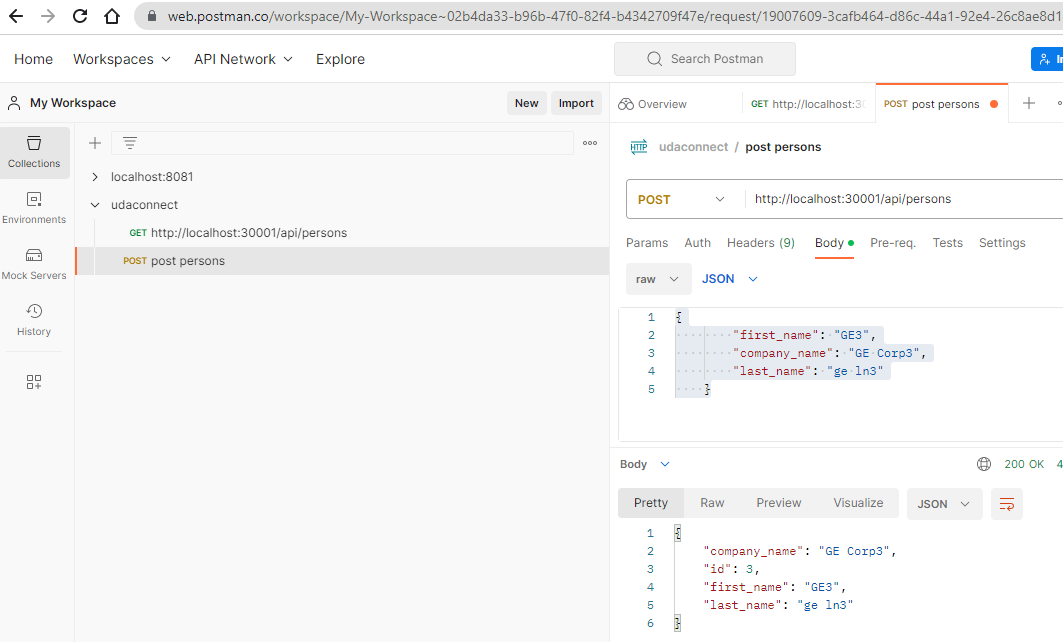 web.postman.co/workspace/My-Workspace~02b4da33-b96b-47f0-82f4-b4342709f47e/request/19007609-3cafb464-d86c-44a1-92e4-26c8ae8d1
Home Workspaces API Network Explore Search Postman
My Workspace New Import
Overview GET http://localhost:30 POST post persons
Collections
Environments
Mock Servers
History
localhost:8081
udaconnect
GET http://localhost:30001/api/persons
POST post persons
HTTP udaconnect / post persons
POST http://localhost:30001/api/persons
Params Auth Headers (9) Body Pre-req. Tests Settings
raw JSON
1 {
2 "first_name": "GE3",
3 "company_name": "GE Corp3",
4 "last_name": "ge ln3"
5 }
Body 200 OK 4
Pretty Raw Preview Visualize JSON
1 {
2 "company_name": "GE Corp3",
3 "id": 3,
4 "first_name": "GE3",
5 "last_name": "ge ln3"
6 }